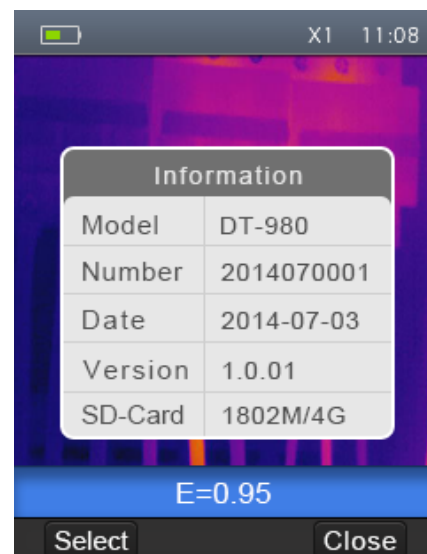 X1 11:08
Information
Model DT-980
Number 2014070001
Date 2014-07-03
Version 1.0.01
SD-Card 1802M/4G
E=0.95
Select Close